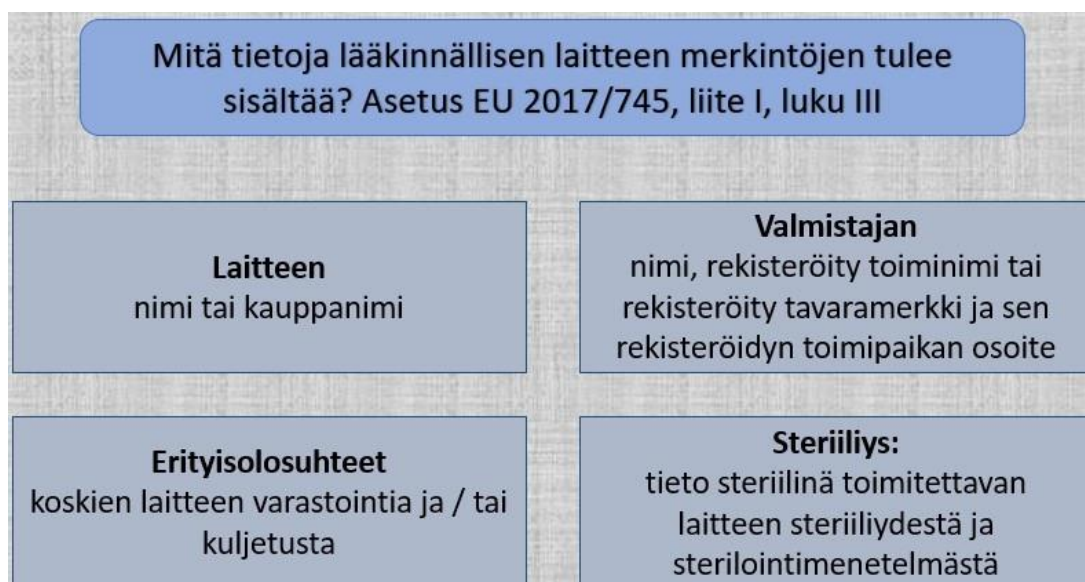 Mitä tietoja lääkinnällisen laitteen merkintöjen tulee
sisältää? Asetus EU 2017/745, liite I, luku III
Laitteen
nimi tai kauppanimi
Valmistajan
nimi, rekisteröity toiminimi tai
rekisteröity tavaramerkki ja sen
rekisteröidyn toimipaikan osoite
Erityisolosuhteet
koskien laitteen varastointia ja / tai
kuljetusta
Steriiliys:
tieto steriilinä toimitettavan
laitteen steriiliydestä ja
sterilointimenetelmästä